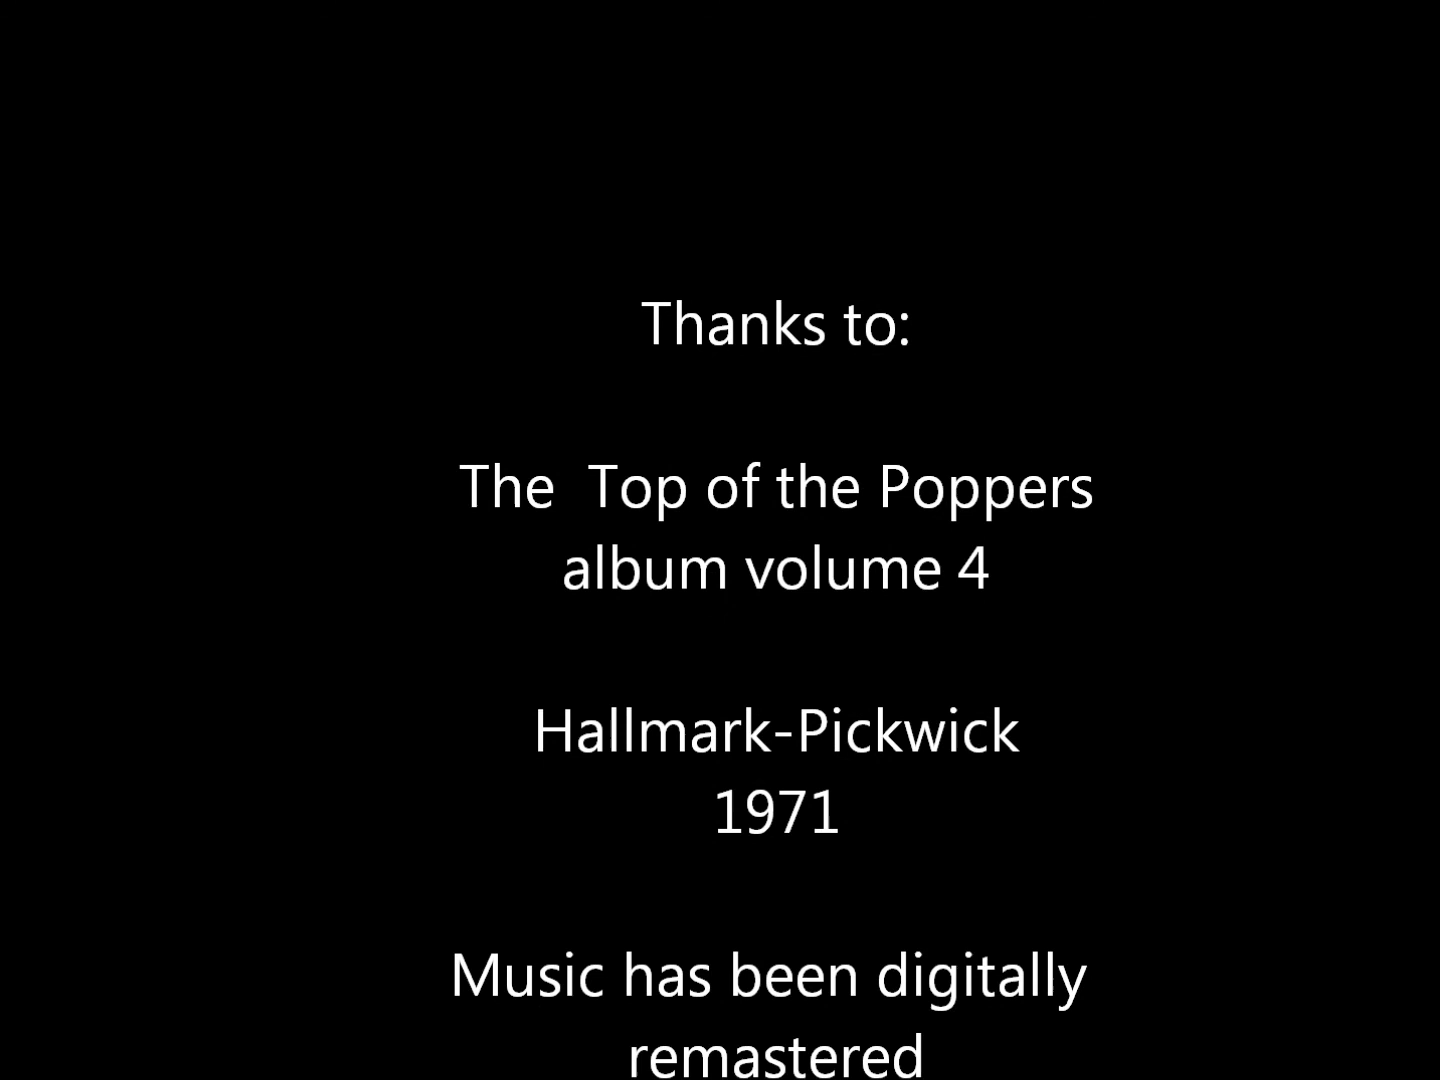 Thanks to:
The  Top of the Poppers
album volume 4
Hallmark-Pickwick
1971
Music has been digitally
remastered